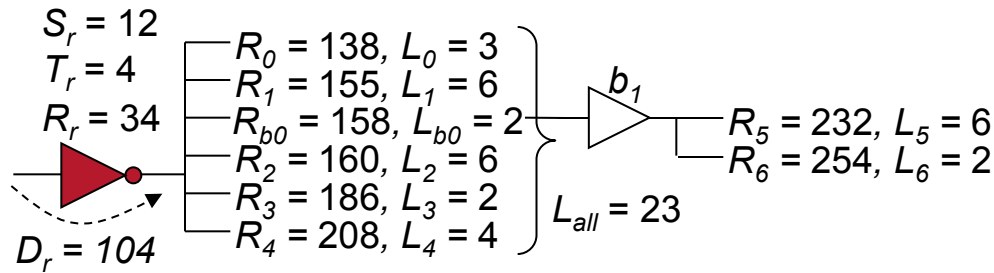 S_r = 12
T_r = 4
R_r = 34
D_r = 104
R_0 = 138, L_0 = 3
R_1 = 155, L_1 = 6
R_b0 = 158, L_b0 = 2
R_2 = 160, L_2 = 6
R_3 = 186, L_3 = 2
R_4 = 208, L_4 = 4
L_all = 23
b_1
R_5 = 232, L_5 = 6
R_6 = 254, L_6 = 2